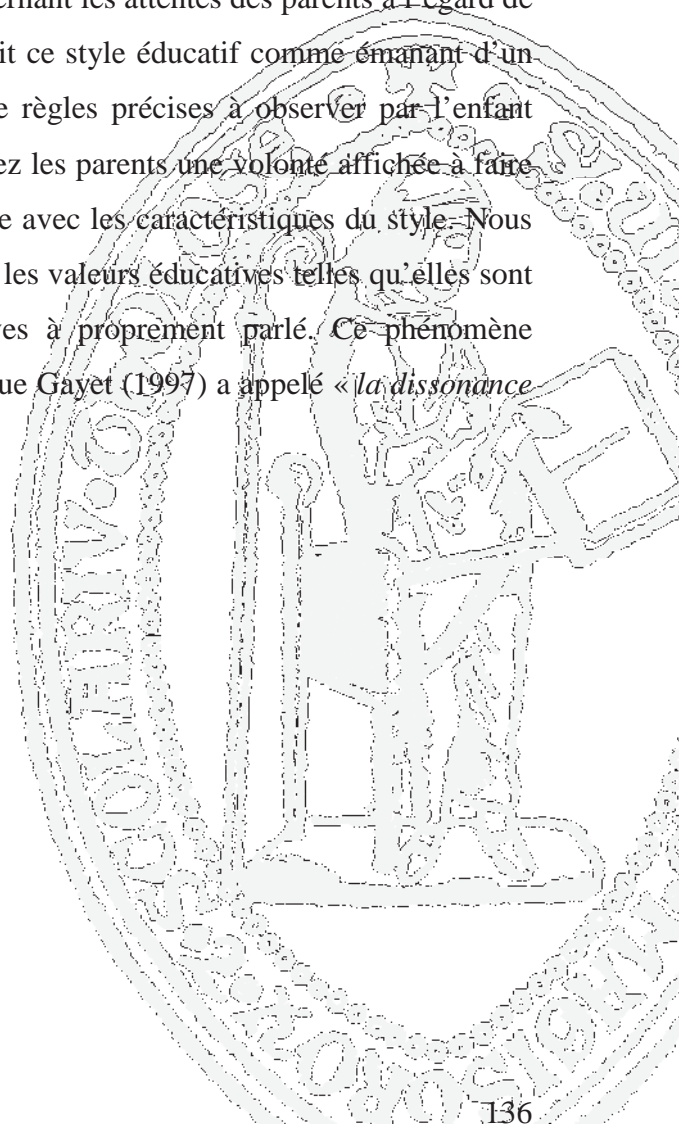 ernant les attentes des parents à l'égard de
it ce style éducatif comme émanant d'un
e règles précises à observer par l'enfant
ez les parents une volonté affichée à faire
e avec les caractéristiques du style. Nous
les valeurs éducatives telles qu'elles sont
es à proprement parlé. Ce phénomène
ue Gayet (1997) a appelé « la dissonance
136